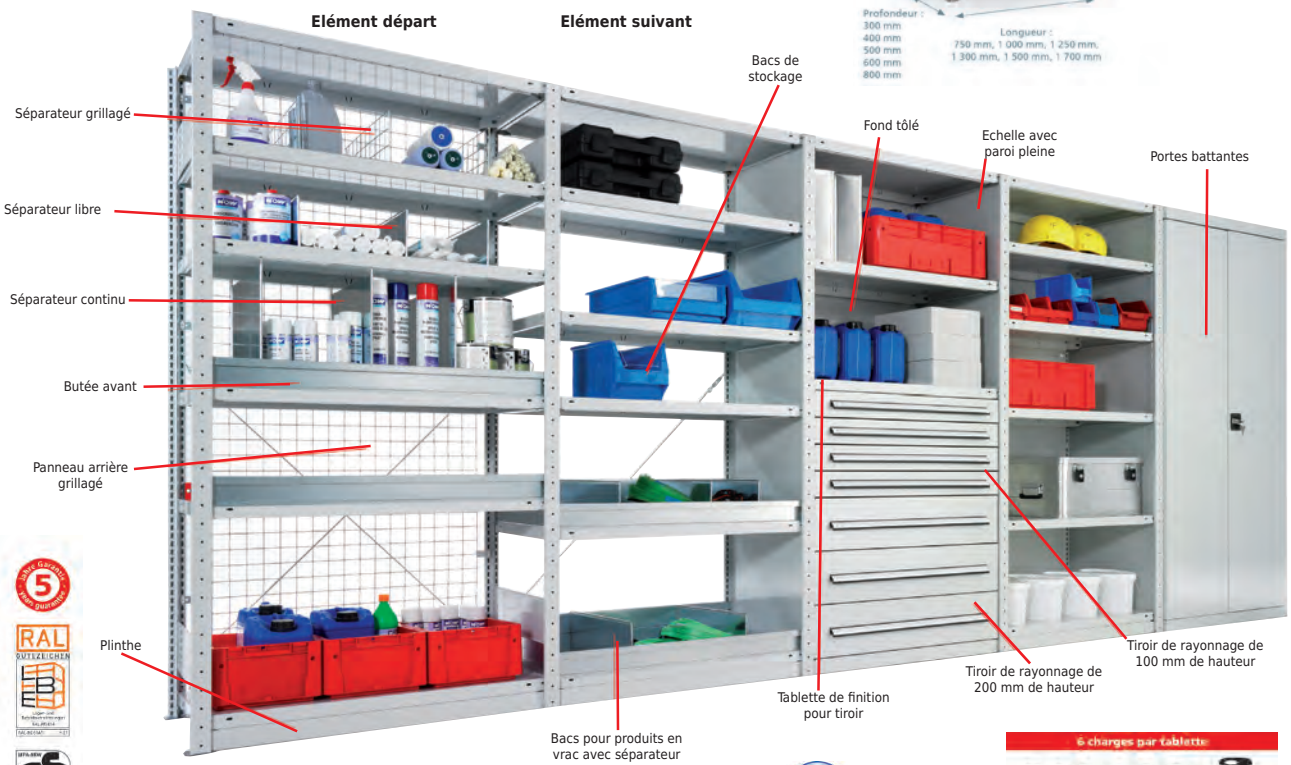 Elément départ
Elément suivant
Profondeur :
300 mm
400 mm
500 mm
600 mm
800 mm
Longueur :
750 mm, 1 000 mm, 1 250 mm,
1 300 mm, 1 500 mm, 1 700 mm
Bacs de
stockage
Fond tôlé
Echelle avec
paroi pleine
Portes battantes
Séparateur grillagé
Séparateur libre
Séparateur continu
Butée avant
Panneau arrière
grillagé
Plinthe
Bacs pour produits en
vrac avec séparateur
Tablette de finition
pour tiroir
Tiroir de rayonnage de
200 mm de hauteur
Tiroir de rayonnage de
100 mm de hauteur
Jahre Garantie
5
years guarantee
RAL
GÜTEZEICHEN
6 charges par tablette